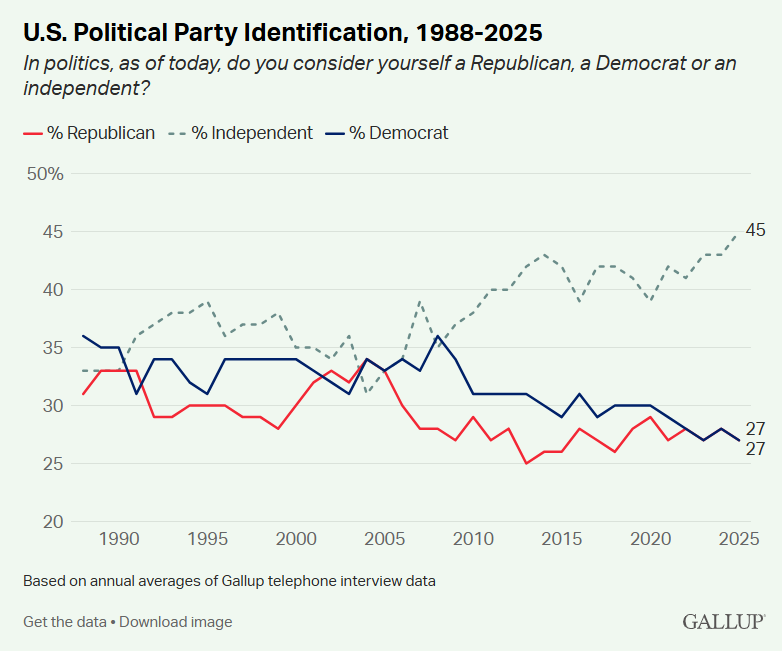 U.S. Political Party Identification, 1988-2025
In politics, as of today, do you consider yourself a Republican, a Democrat or an
independent?
% Republican % Independent % Democrat
50%
45
40
35
30
25
20
45
27
27
1990 1995 2000 2005 2010 2015 2020 2025
Based on annual averages of Gallup telephone interview data
Get the data • Download image
GALLUP